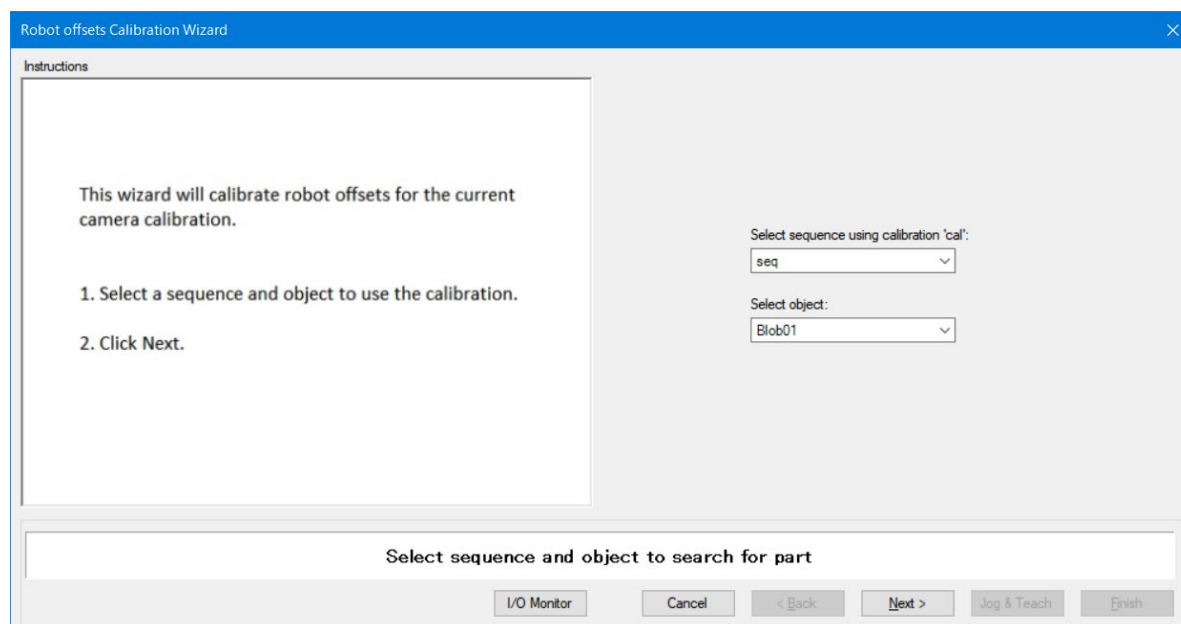 Robot offsets Calibration Wizard
Instructions
This wizard will calibrate robot offsets for the current
camera calibration.
1. Select a sequence and object to use the calibration.
2. Click Next.
Select sequence using calibration 'cal':
seq
Select object:
Blob01
Select sequence and object to search for part
I/O Monitor
Cancel
< Back
Next >
Jog & Teach
Finish